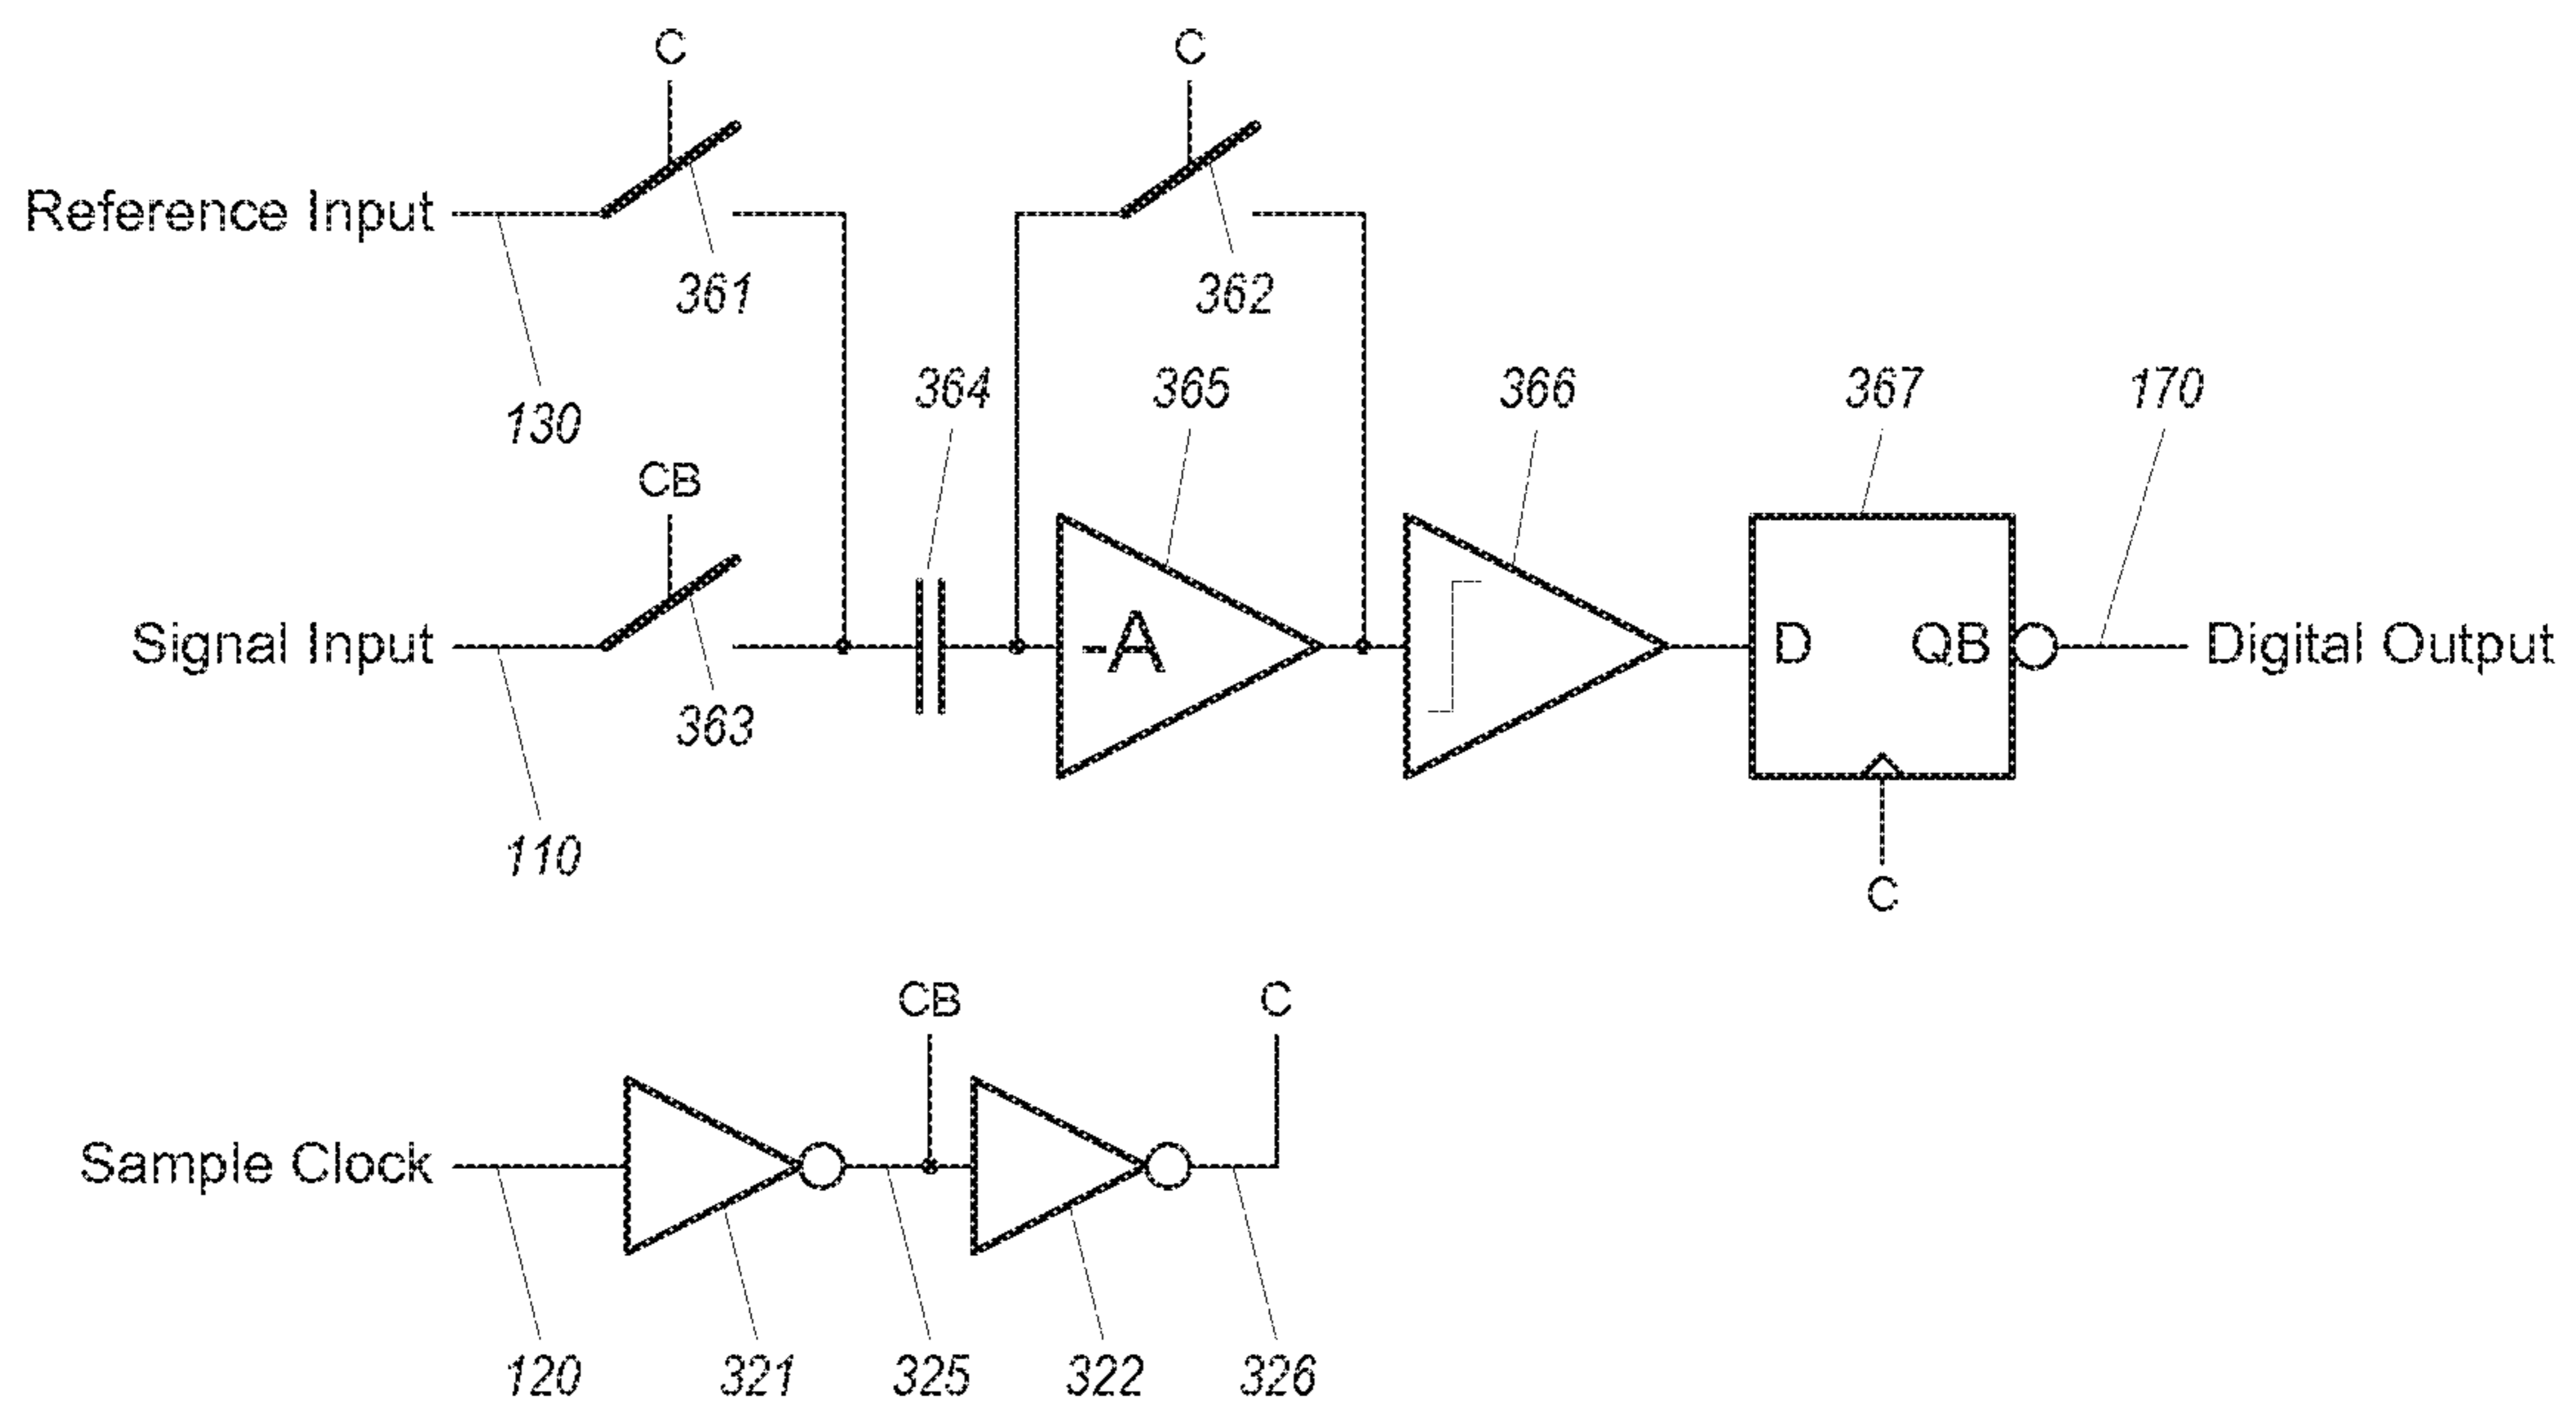 C C
Reference Input
361 362
364 365 366 367 170
130
CB
Signal Input -A D QB Digital Output
363
110
C
CB C
Sample Clock
120 321 325 322 326